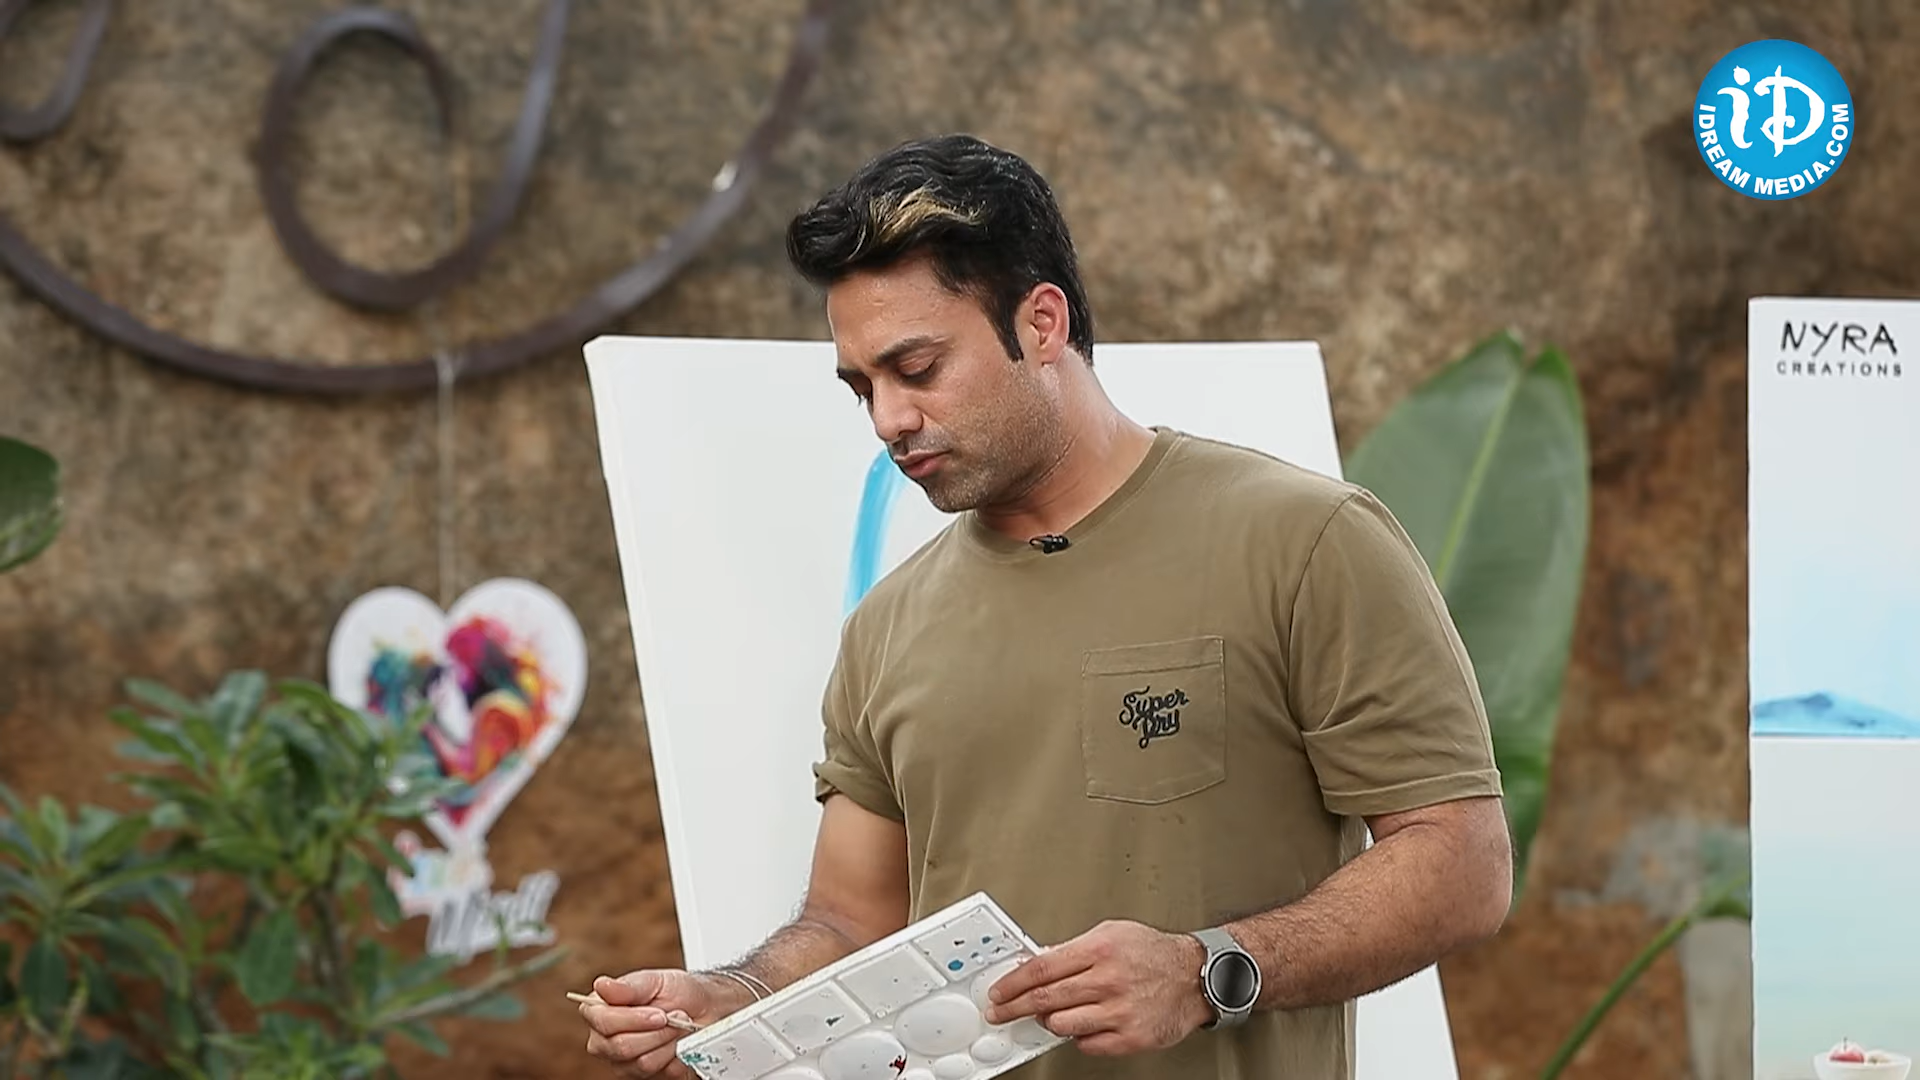 iD
IDREAM MEDIA.COM
NYRA
CREATIONS
Super
Dry